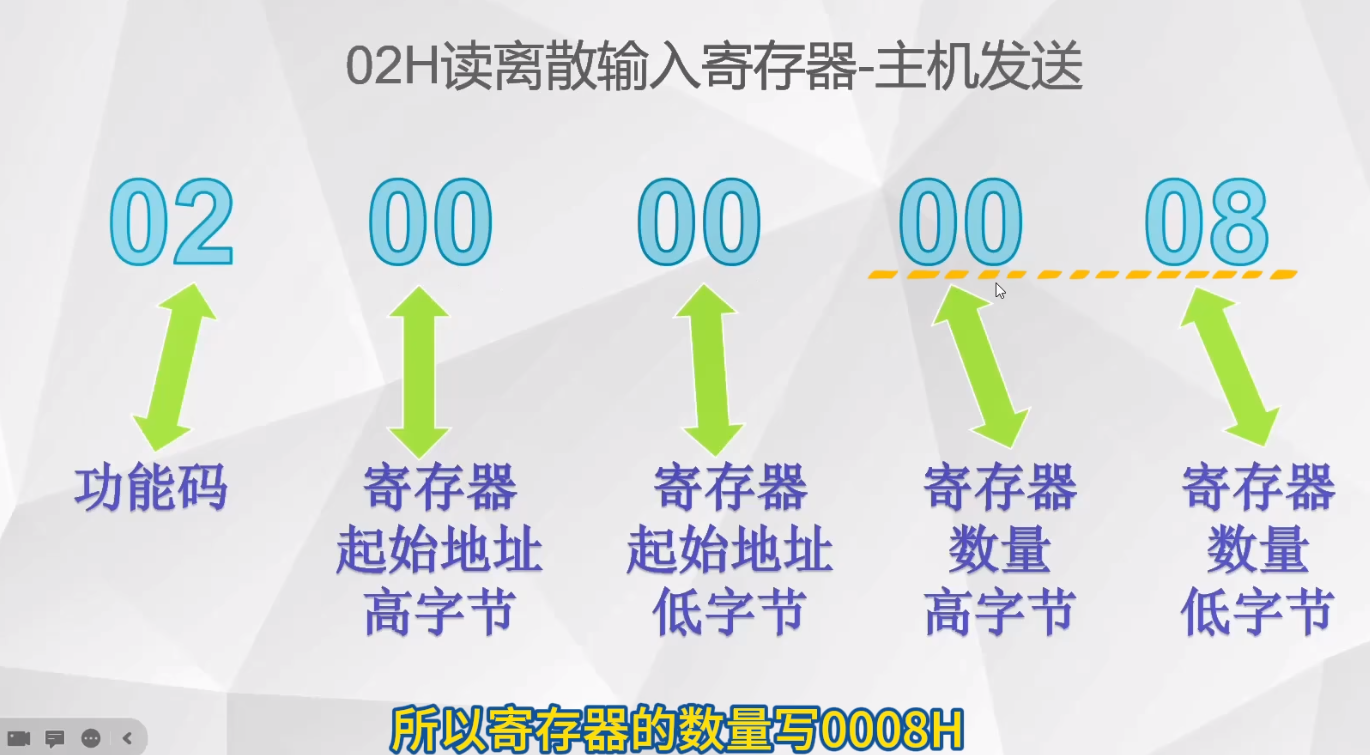 02H读离散输入寄存器-主机发送
02 00 00 00 08
功能码
寄存器
起始地址
高字节
寄存器
起始地址
低字节
寄存器
数量
高字节
寄存器
数量
低字节
所以寄存器的数量写0008H